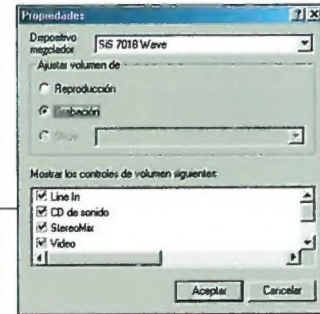 Propiedades
Dispositivo mezclador
SiS 7018 Wave
Ajustar volumen de
Reproducción
Grabación
Otros
Mostrar los controles de volumen siguientes:
Line In
CD de sonido
StereoMix
Video
Aceptar
Cancelar